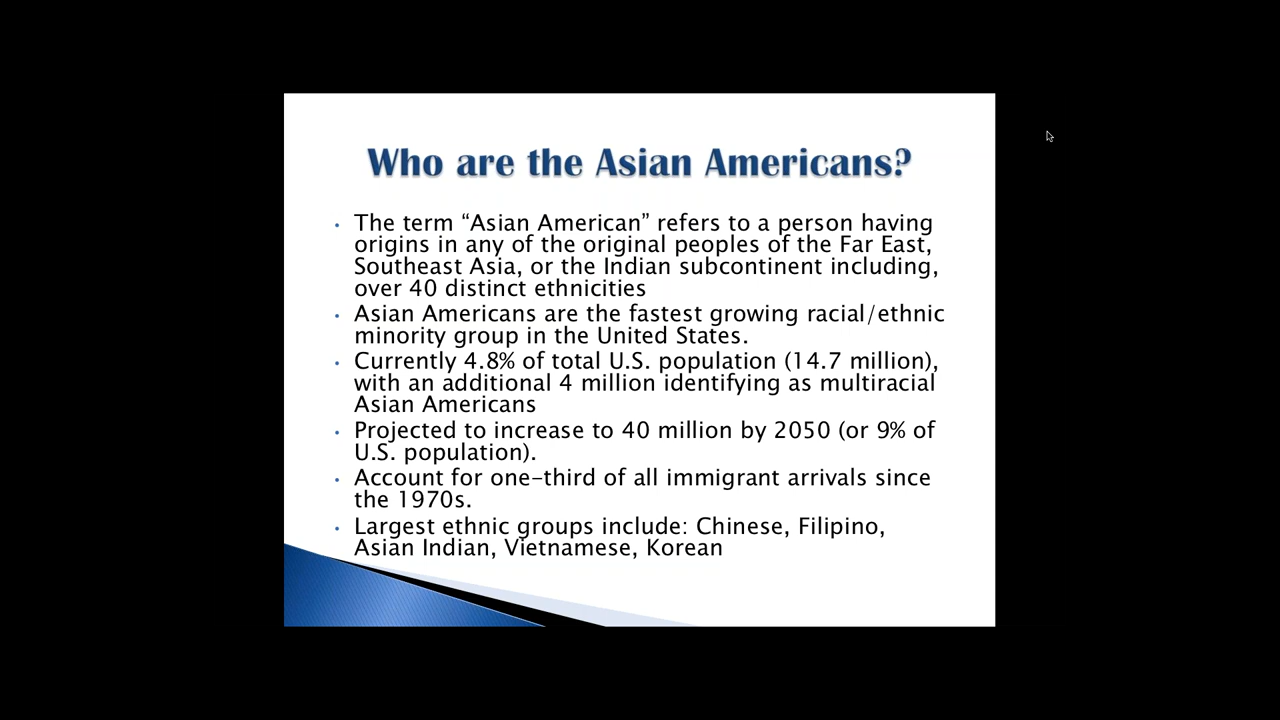 Who are the Asian Americans?
• The term “Asian American” refers to a person having
origins in any of the original peoples of the Far East,
Southeast Asia, or the Indian subcontinent including,
over 40 distinct ethnicities
• Asian Americans are the fastest growing racial/ethnic
minority group in the United States.
• Currently 4.8% of total U.S. population (14.7 million),
with an additional 4 million identifying as multiracial
Asian Americans
• Projected to increase to 40 million by 2050 (or 9% of
U.S. population).
• Account for one-third of all immigrant arrivals since
the 1970s.
• Largest ethnic groups include: Chinese, Filipino,
Asian Indian, Vietnamese, Korean